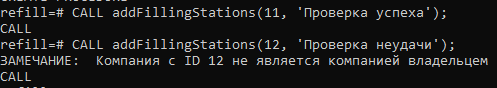 refill=# CALL addFillingStations(11, 'Проверка успеха');
CALL
refill=# CALL addFillingStations(12, 'Проверка неудачи');
ЗАМЕЧАНИЕ:  Компания с ID 12 не является компанией владельцем
CALL